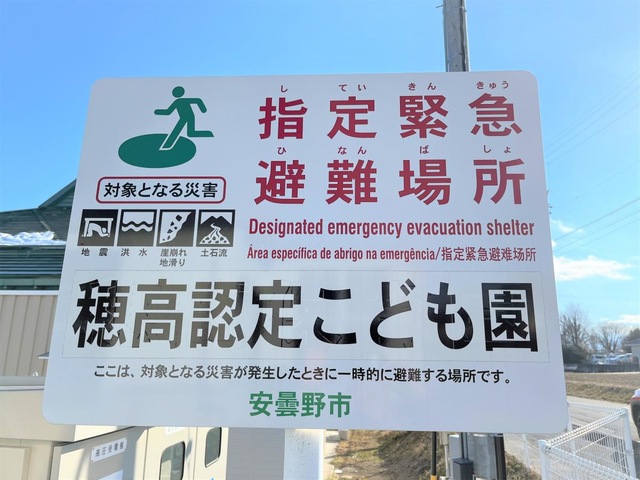 していきんきゅう
指定緊急
ひなんばしょ
避難場所
対象となる災害
地震 洪水 崖崩れ 土石流
地滑り
Designated emergency evacuation shelter
Área específica de abrigo na emergência/指定紧急避难场所
穂高認定こども園
ここは、対象となる災害が発生したときに一時的に避難する場所です。
安曇野市